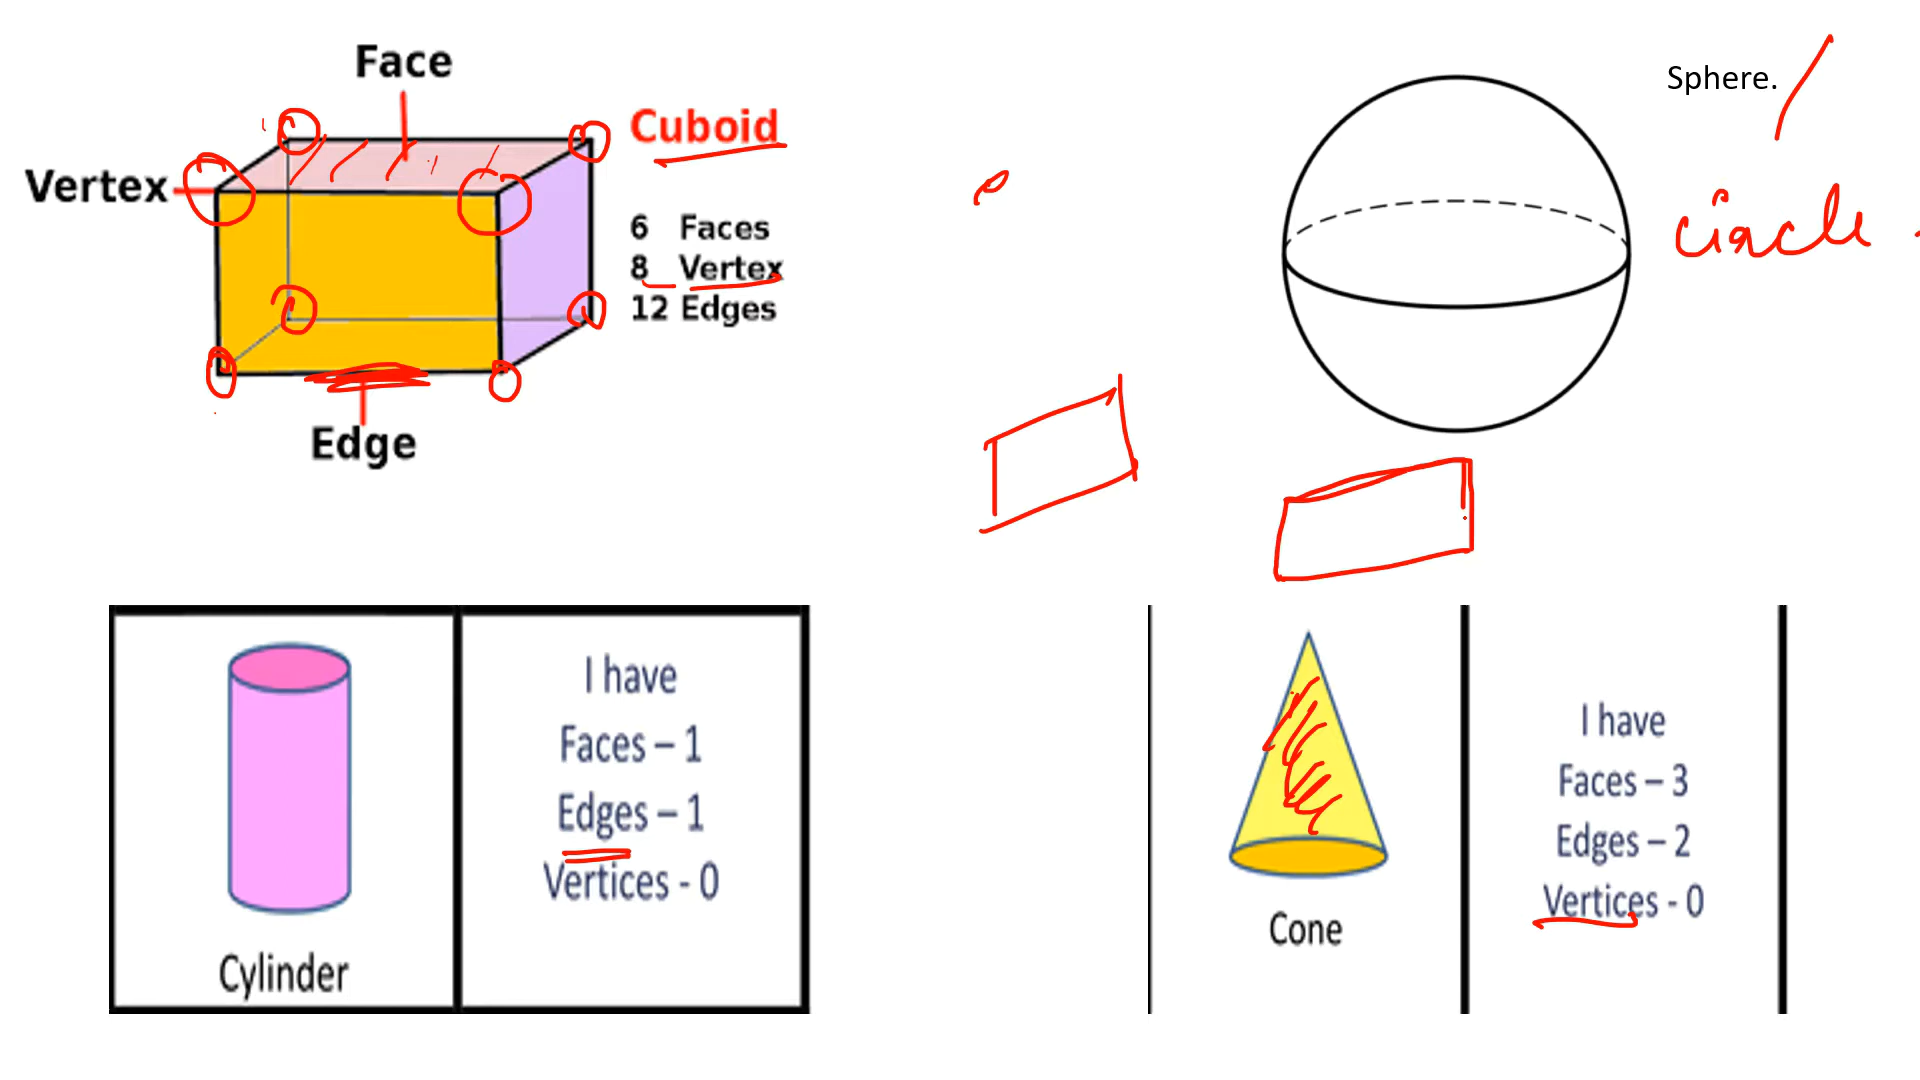 Face
Vertex
Cuboid
6 Faces
8 Vertex
12 Edges
Edge
Sphere.
circle
I have
Faces – 1
Edges – 1
Vertices - 0
Cylinder
I have
Faces – 3
Edges – 2
Vertices - 0
Cone